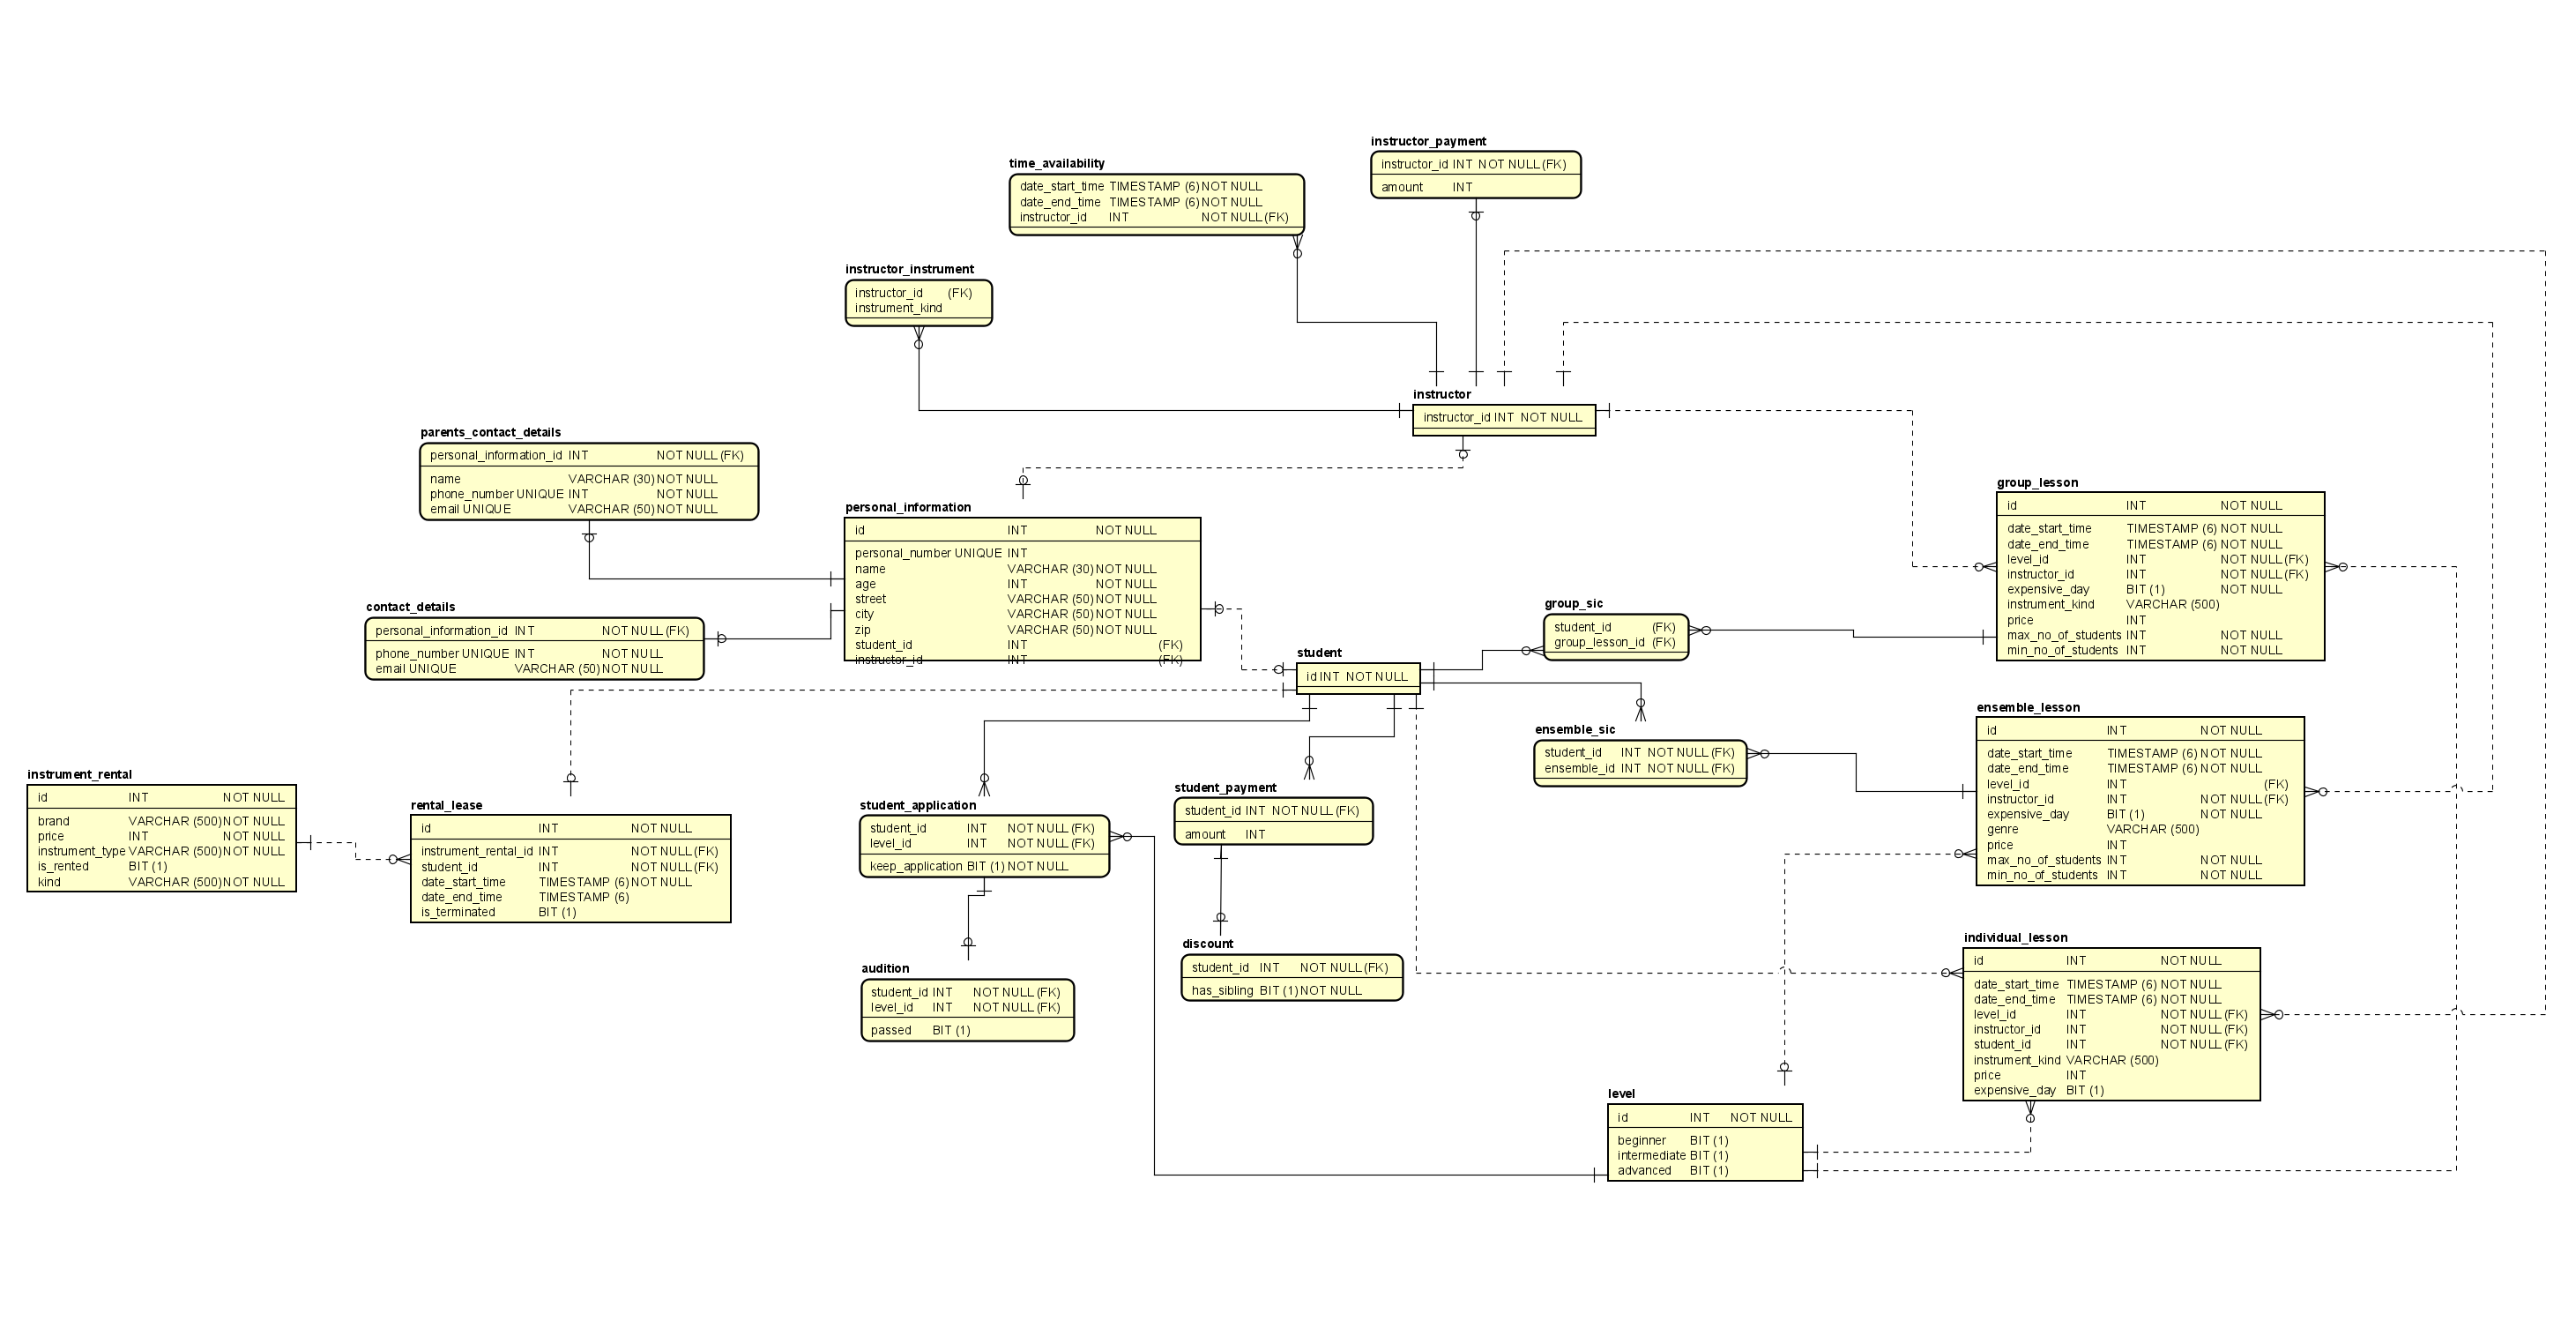 instructor_payment
instructor_id INT NOT NULL (FK)
amount INT
time_availability
date_start_time TIMESTAMP (6) NOT NULL
date_end_time TIMESTAMP (6) NOT NULL
instructor_id INT NOT NULL (FK)
instructor_instrument
instructor_id (FK)
instrument_kind
instructor
instructor_id INT NOT NULL
parents_contact_details
personal_information_id INT NOT NULL (FK)
name VARCHAR (30) NOT NULL
phone_number UNIQUE INT NOT NULL
email UNIQUE VARCHAR (50) NOT NULL
personal_information
id INT NOT NULL
personal_number UNIQUE INT
name VARCHAR (30) NOT NULL
age INT NOT NULL
street VARCHAR (50) NOT NULL
city VARCHAR (50) NOT NULL
zip VARCHAR (50) NOT NULL
student_id INT (FK)
instructor_id INT (FK)
group_lesson
id INT NOT NULL
date_start_time TIMESTAMP (6) NOT NULL
date_end_time TIMESTAMP (6) NOT NULL
level_id INT NOT NULL (FK)
instructor_id INT NOT NULL (FK)
expensive_day BIT (1) NOT NULL
instrument_kind VARCHAR (500)
price INT
max_no_of_students INT NOT NULL
min_no_of_students INT NOT NULL
contact_details
personal_information_id INT NOT NULL (FK)
phone_number UNIQUE INT NOT NULL
email UNIQUE VARCHAR (50) NOT NULL
group_sic
student_id (FK)
group_lesson_id (FK)
student
id INT NOT NULL
ensemble_sic
student_id INT NOT NULL (FK)
ensemble_id INT NOT NULL (FK)
ensemble_lesson
id INT NOT NULL
date_start_time TIMESTAMP (6) NOT NULL
date_end_time TIMESTAMP (6) NOT NULL
level_id INT (FK)
instructor_id INT NOT NULL (FK)
expensive_day BIT (1) NOT NULL
genre VARCHAR (500)
price INT
max_no_of_students INT NOT NULL
min_no_of_students INT NOT NULL
instrument_rental
id INT NOT NULL
brand VARCHAR (500) NOT NULL
price INT NOT NULL
instrument_type VARCHAR (500) NOT NULL
is_rented BIT (1)
kind VARCHAR (500) NOT NULL
rental_lease
id INT NOT NULL
instrument_rental_id INT NOT NULL (FK)
student_id INT NOT NULL (FK)
date_start_time TIMESTAMP (6) NOT NULL
date_end_time TIMESTAMP (6)
is_terminated BIT (1)
student_application
student_id INT NOT NULL (FK)
level_id INT NOT NULL (FK)
keep_application BIT (1) NOT NULL
student_payment
student_id INT NOT NULL (FK)
amount INT
discount
student_id INT NOT NULL (FK)
has_sibling BIT (1) NOT NULL
audition
student_id INT NOT NULL (FK)
level_id INT NOT NULL (FK)
passed BIT (1)
individual_lesson
id INT NOT NULL
date_start_time TIMESTAMP (6) NOT NULL
date_end_time TIMESTAMP (6) NOT NULL
level_id INT NOT NULL (FK)
instructor_id INT NOT NULL (FK)
student_id INT NOT NULL (FK)
instrument_kind VARCHAR (500)
price INT
expensive_day BIT (1)
level
id INT NOT NULL
beginner BIT (1)
intermediate BIT (1)
advanced BIT (1)